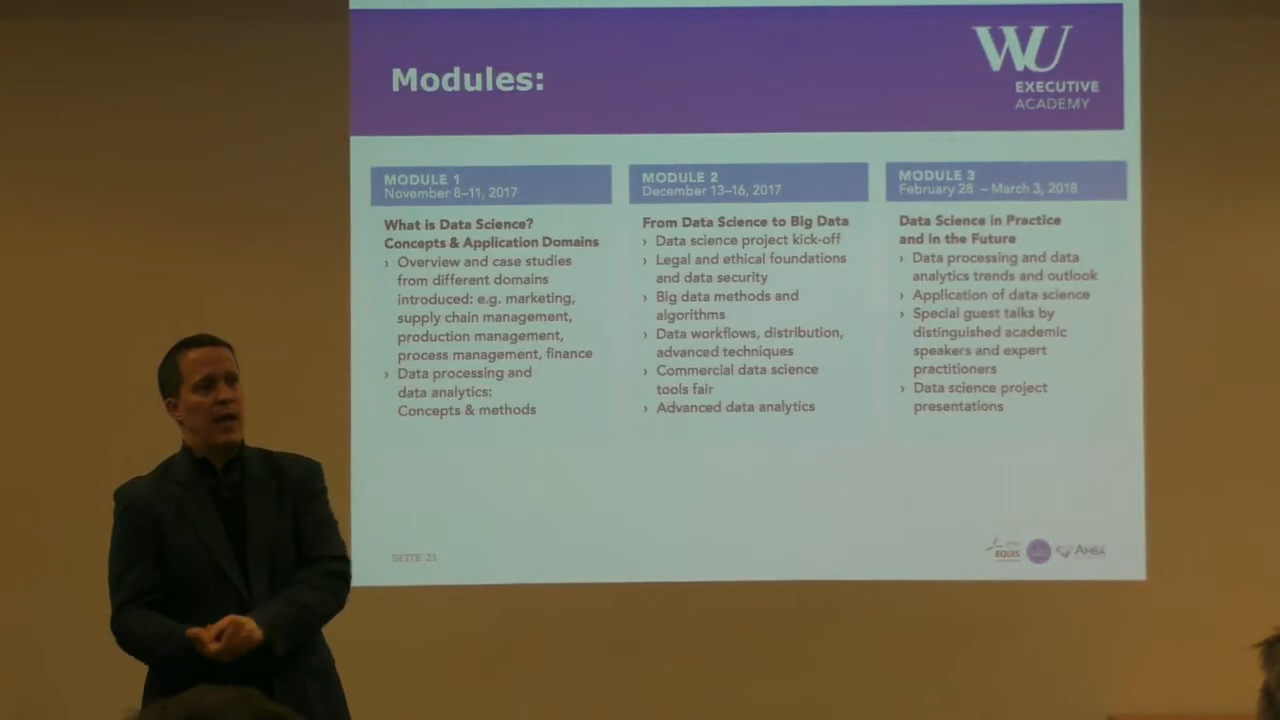 Modules:
WU
EXECUTIVE
ACADEMY
MODULE 1
November 8–11, 2017
What is Data Science?
Concepts & Application Domains
› Overview and case studies
from different domains
introduced: e.g. marketing,
supply chain management,
production management,
process management, finance
› Data processing and
data analytics:
Concepts & methods
MODULE 2
December 13–16, 2017
From Data Science to Big Data
› Data science project kick-off
› Legal and ethical foundations
and data security
› Big data methods and
algorithms
› Data workflows, distribution,
advanced techniques
› Commercial data science
tools fair
› Advanced data analytics
MODULE 3
February 28 – March 3, 2018
Data Science in Practice
and in the Future
› Data processing and data
analytics trends and outlook
› Application of data science
› Special guest talks by
distinguished academic
speakers and expert
practitioners
› Data science project
presentations
SEITE 21
EQUIS
AMBA